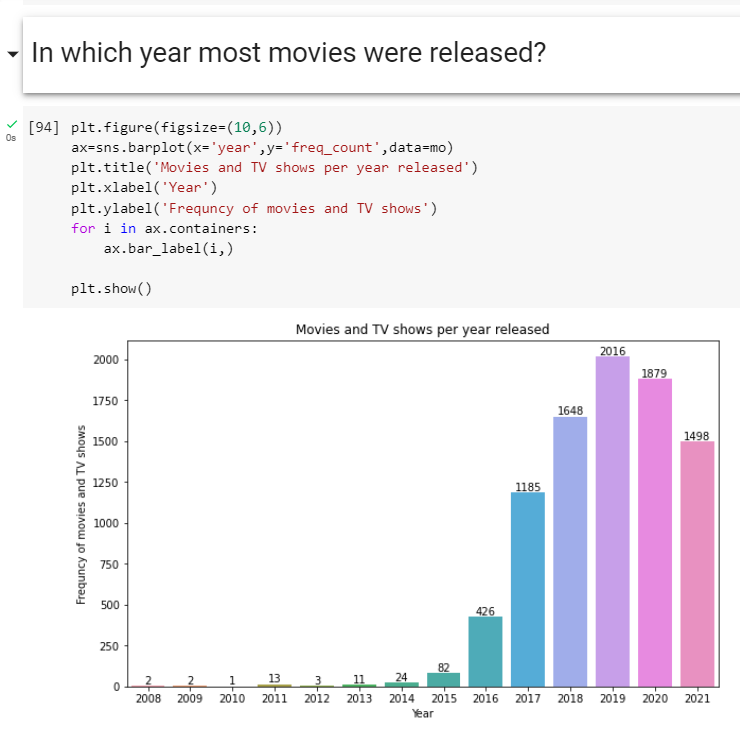 In which year most movies were released?
0s
[94] plt.figure(figsize=(10,6))
ax=sns.barplot(x='year',y='freq_count',data=mo)
plt.title('Movies and TV shows per year released')
plt.xlabel('Year')
plt.ylabel('Frequncy of movies and TV shows')
for i in ax.containers:
    ax.bar_label(i,)
plt.show()
Movies and TV shows per year released
Frequncy of movies and TV shows
2000
1750
1500
1250
1000
750
500
250
0
2 2 1 13 3 11 24 82 426 1185 1648 2016 1879 1498
2008 2009 2010 2011 2012 2013 2014 2015 2016 2017 2018 2019 2020 2021
Year